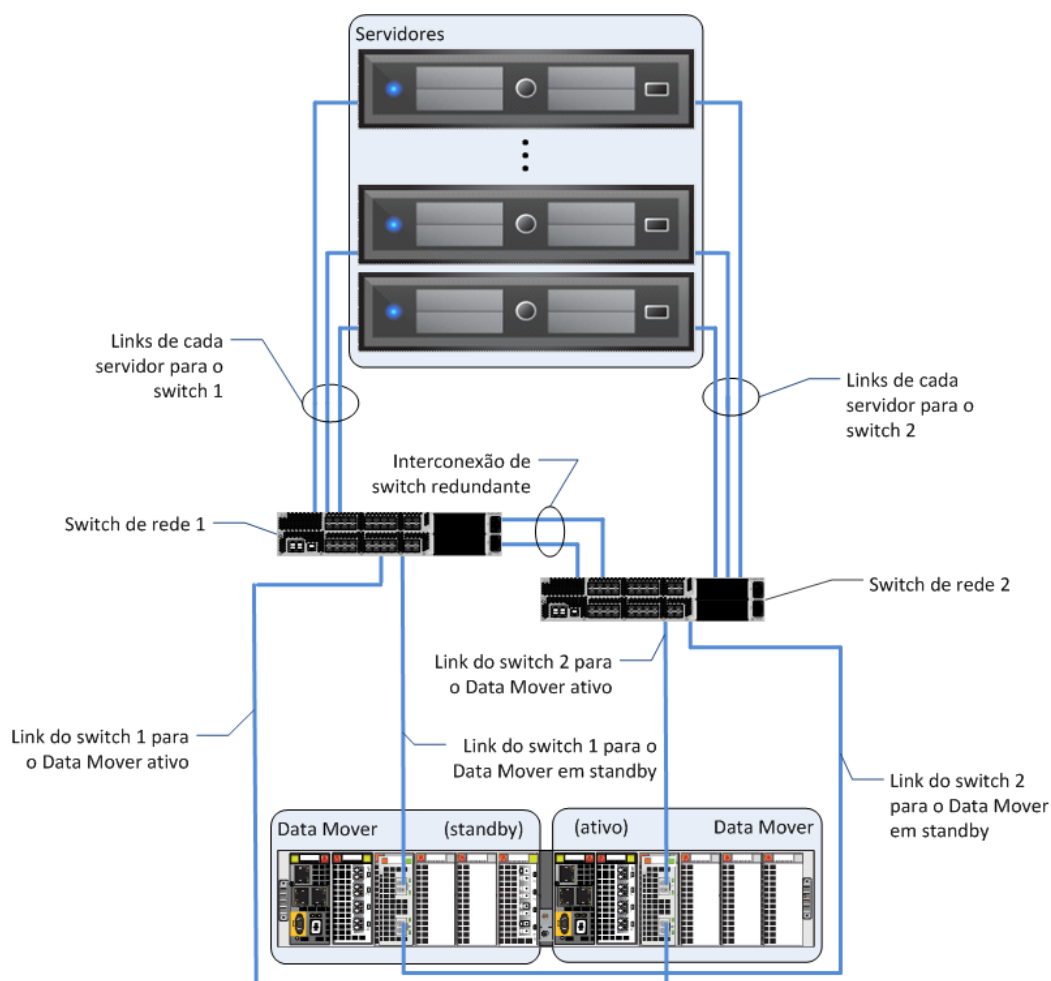 Servidores
Links de cada
servidor para o
switch 1
Links de cada
servidor para o
switch 2
Interconexão de
switch redundante
Switch de rede 1
Switch de rede 2
Link do switch 2 para
o Data Mover ativo
Link do switch 1 para
o Data Mover ativo
Link do switch 1 para o
Data Mover em standby
Link do switch 2
para o Data Mover
em standby
Data Mover (standby)
(ativo) Data Mover